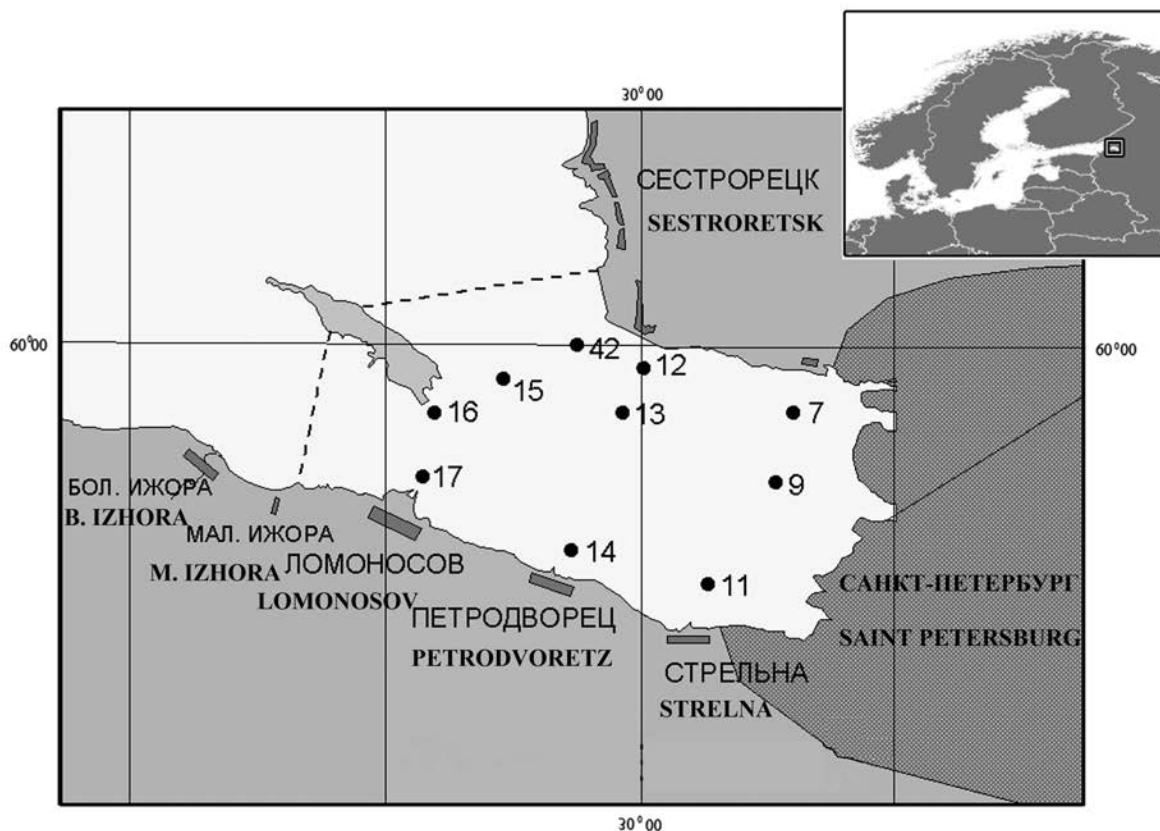 30°00
СЕСТРОРЕЦК
SESTRORETSK
60°00
60°00
42
12
15
16
13
7
17
9
БОЛ. ИЖОРА
B. IZHORA
МАЛ. ИЖОРА
M. IZHORA
ЛОМОНОСОВ
LOMONOSOV
14
11
ПЕТРОДВОРЕЦ
PETRODVORETZ
САНКТ-ПЕТЕРБУРГ
SAINT PETERSBURG
СТРЕЛЬНА
STRELNA
30°00